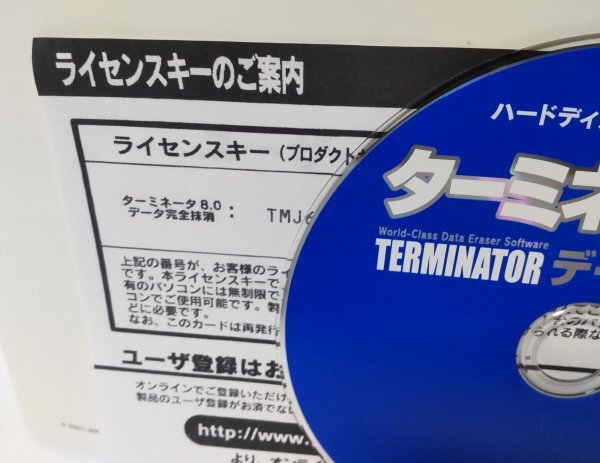 ライセンスキーのご案内
ライセンスキー(プロダクト
ターミネータ 8.0
データ完全抹消 : TMJ
上記の番号が、お客様のライ
です。本ライセンスキーで、
有のパソコンには無制限で
コンでご使用可能です。製
どに必要です。
なお、このカードは再発行
ユーザ登録はお
オンラインでご登録いただけ
製品のユーザ登録がお済でない
http://www.
より、オンライ
ハードディ
ターミネ
World-Class Data Eraser Software
TERMINATOR デー
られる際な